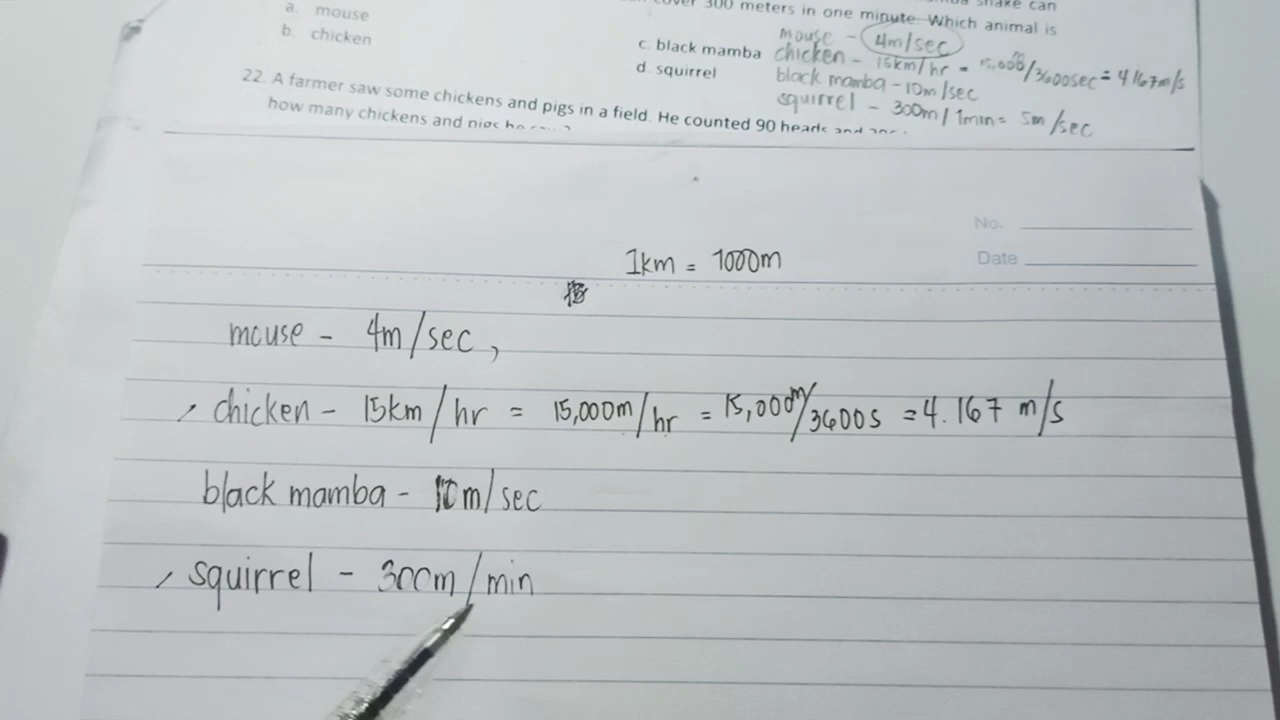 300 meters in one minute. Which animal is
a. mouse
b. chicken
c. black mamba
d. squirrel
mouse - 4m/sec
chicken - 15km/hr = 15,000m/3600sec = 4.167m/s
black mamba - 10m/sec
squirrel - 300m/1min = 5m/sec
22. A farmer saw some chickens and pigs in a field. He counted 90 heads and
how many chickens and pigs he
No.
Date
1km = 1000m
mouse - 4m/sec,
chicken - 15km/hr = 15,000m/hr = 15,000m/3600s = 4.167 m/s
black mamba - 10m/sec
squirrel - 300m/min